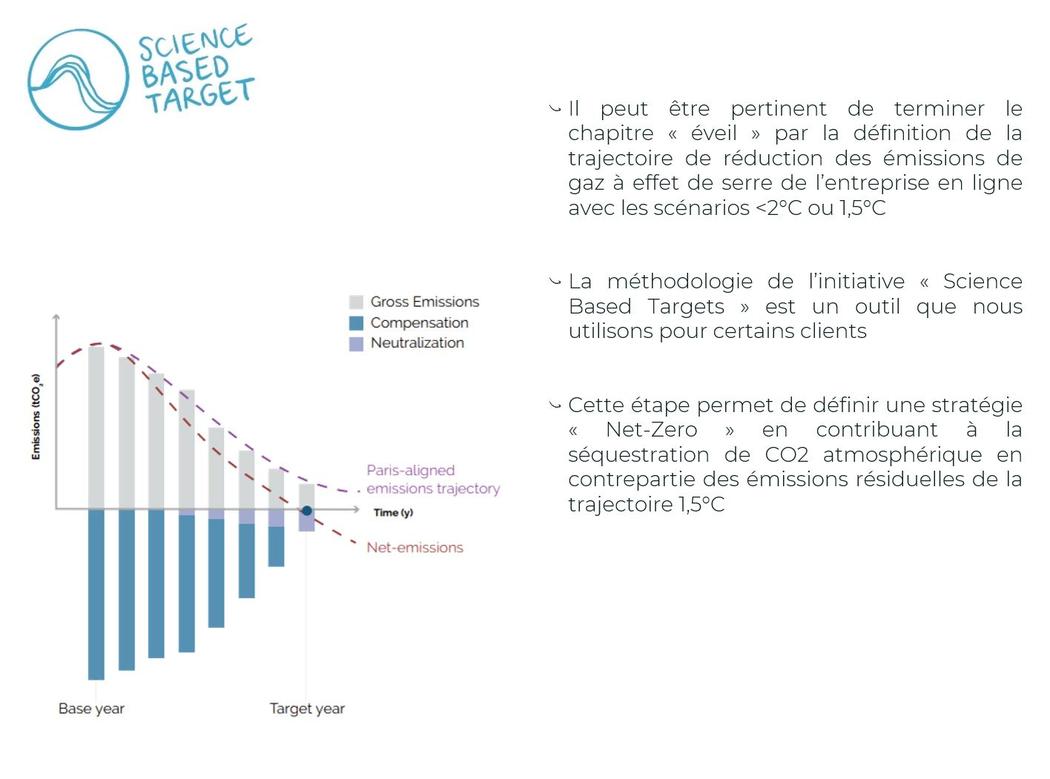 SCIENCE
BASED
TARGET
Il peut être pertinent de terminer le
chapitre « éveil » par la définition de la
trajectoire de réduction des émissions de
gaz à effet de serre de l'entreprise en ligne
avec les scénarios <2°C ou 1,5°C
La méthodologie de l'initiative « Science
Based Targets » est un outil que nous
utilisons pour certains clients
Cette étape permet de définir une stratégie
« Net-Zero » en contribuant à la
séquestration de CO2 atmosphérique en
contrepartie des émissions résiduelles de la
trajectoire 1,5°C
Gross Emissions
Compensation
Neutralization
Emissions (tCO₂e)
Paris-aligned
emissions trajectory
Time (y)
Net-emissions
Base year
Target year